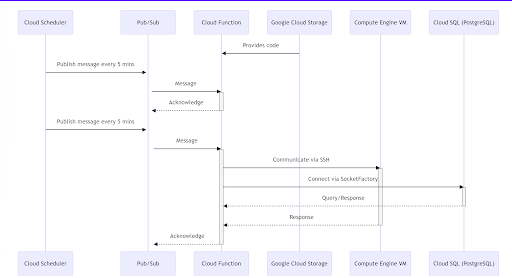 Cloud Scheduler
Pub/Sub
Cloud Function
Google Cloud Storage
Compute Engine VM
Cloud SQL (PostgreSQL)
Provides code
Publish message every 5 mins
Message
Acknowledge
Publish message every 5 mins
Message
Communicate via SSH
Connect via SocketFactory
Query/Response
Response
Acknowledge
Cloud Scheduler
Pub/Sub
Cloud Function
Google Cloud Storage
Compute Engine VM
Cloud SQL (PostgreSQL)